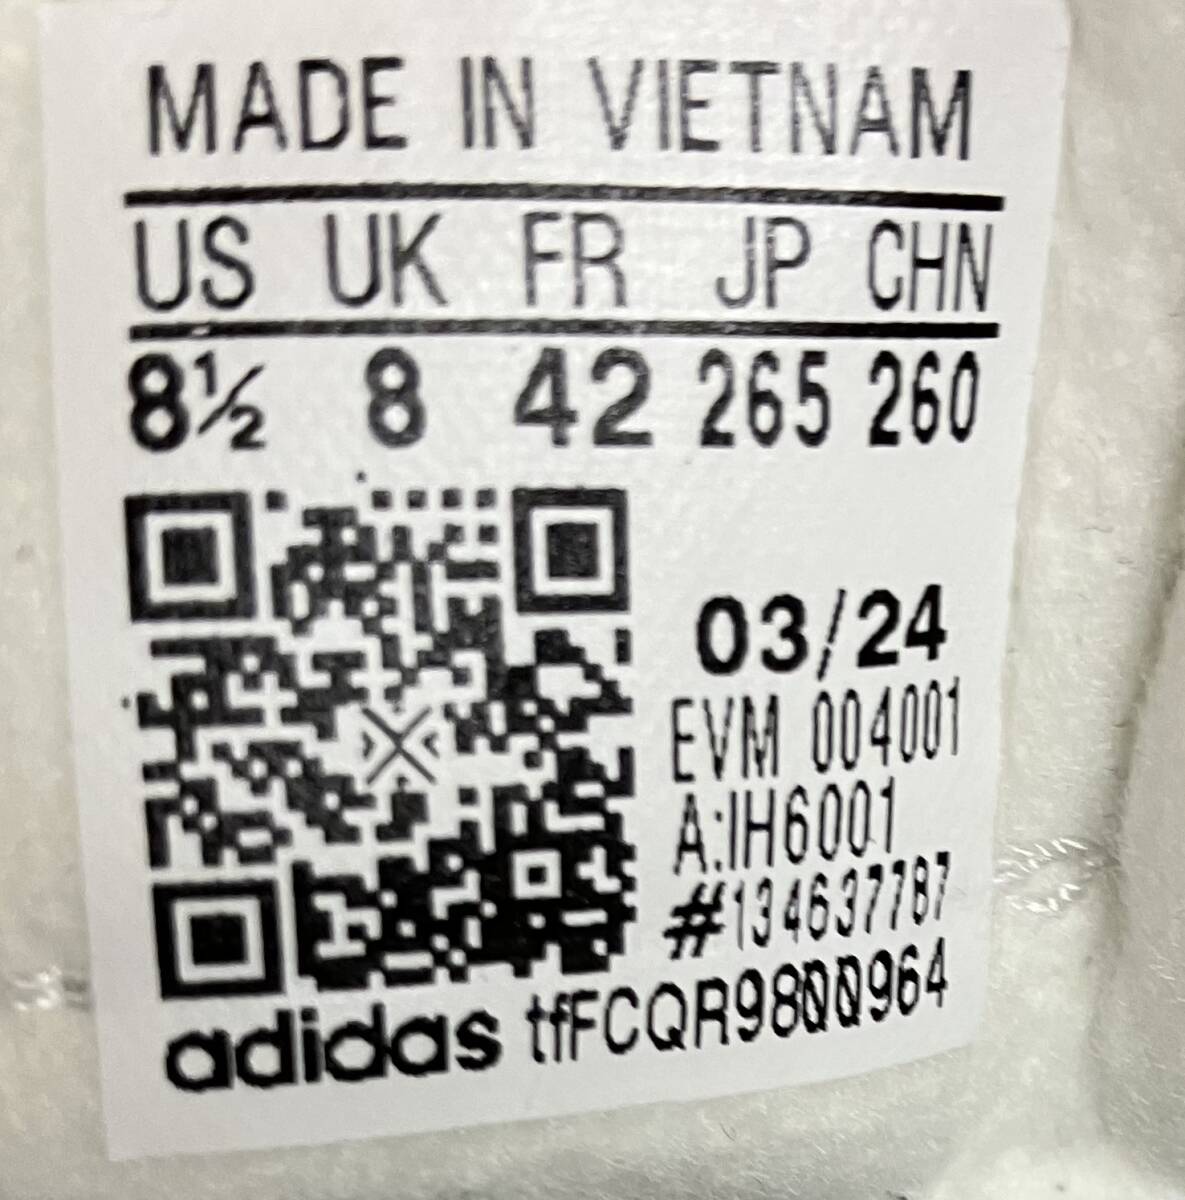 MADE IN VIETNAM
US UK FR JP CHN
8½ 8 42 265 260
03/24
EVM 004001
A:IH6001
#134637787
adidas tfFCQR9800964